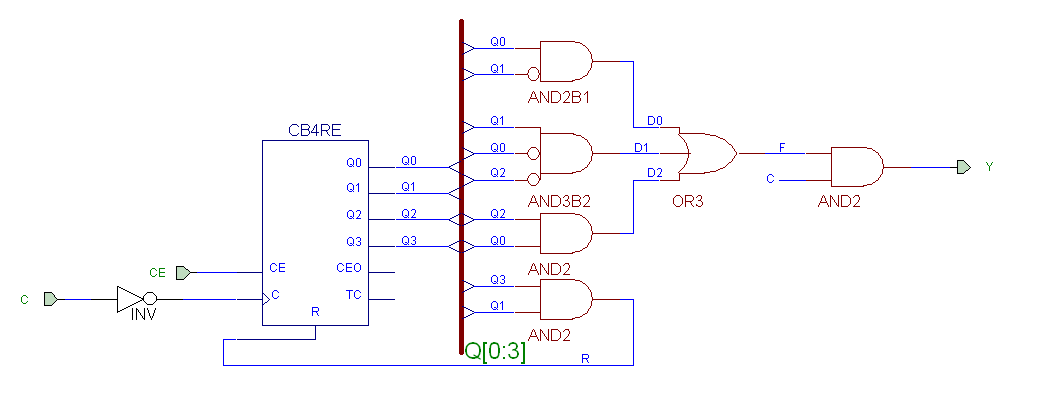 Q0
Q1
AND2B1
D0
CB4RE
Q1
Q0
Q2
D1
D2
F
C
Y
AND3B2
OR3
AND2
Q0 Q0
Q1 Q1
Q2 Q2
Q3 Q3
Q2
Q0
AND2
CE
CE
CEO
C
C
TC
R
INV
Q3
Q1
AND2
Q[0:3]
R